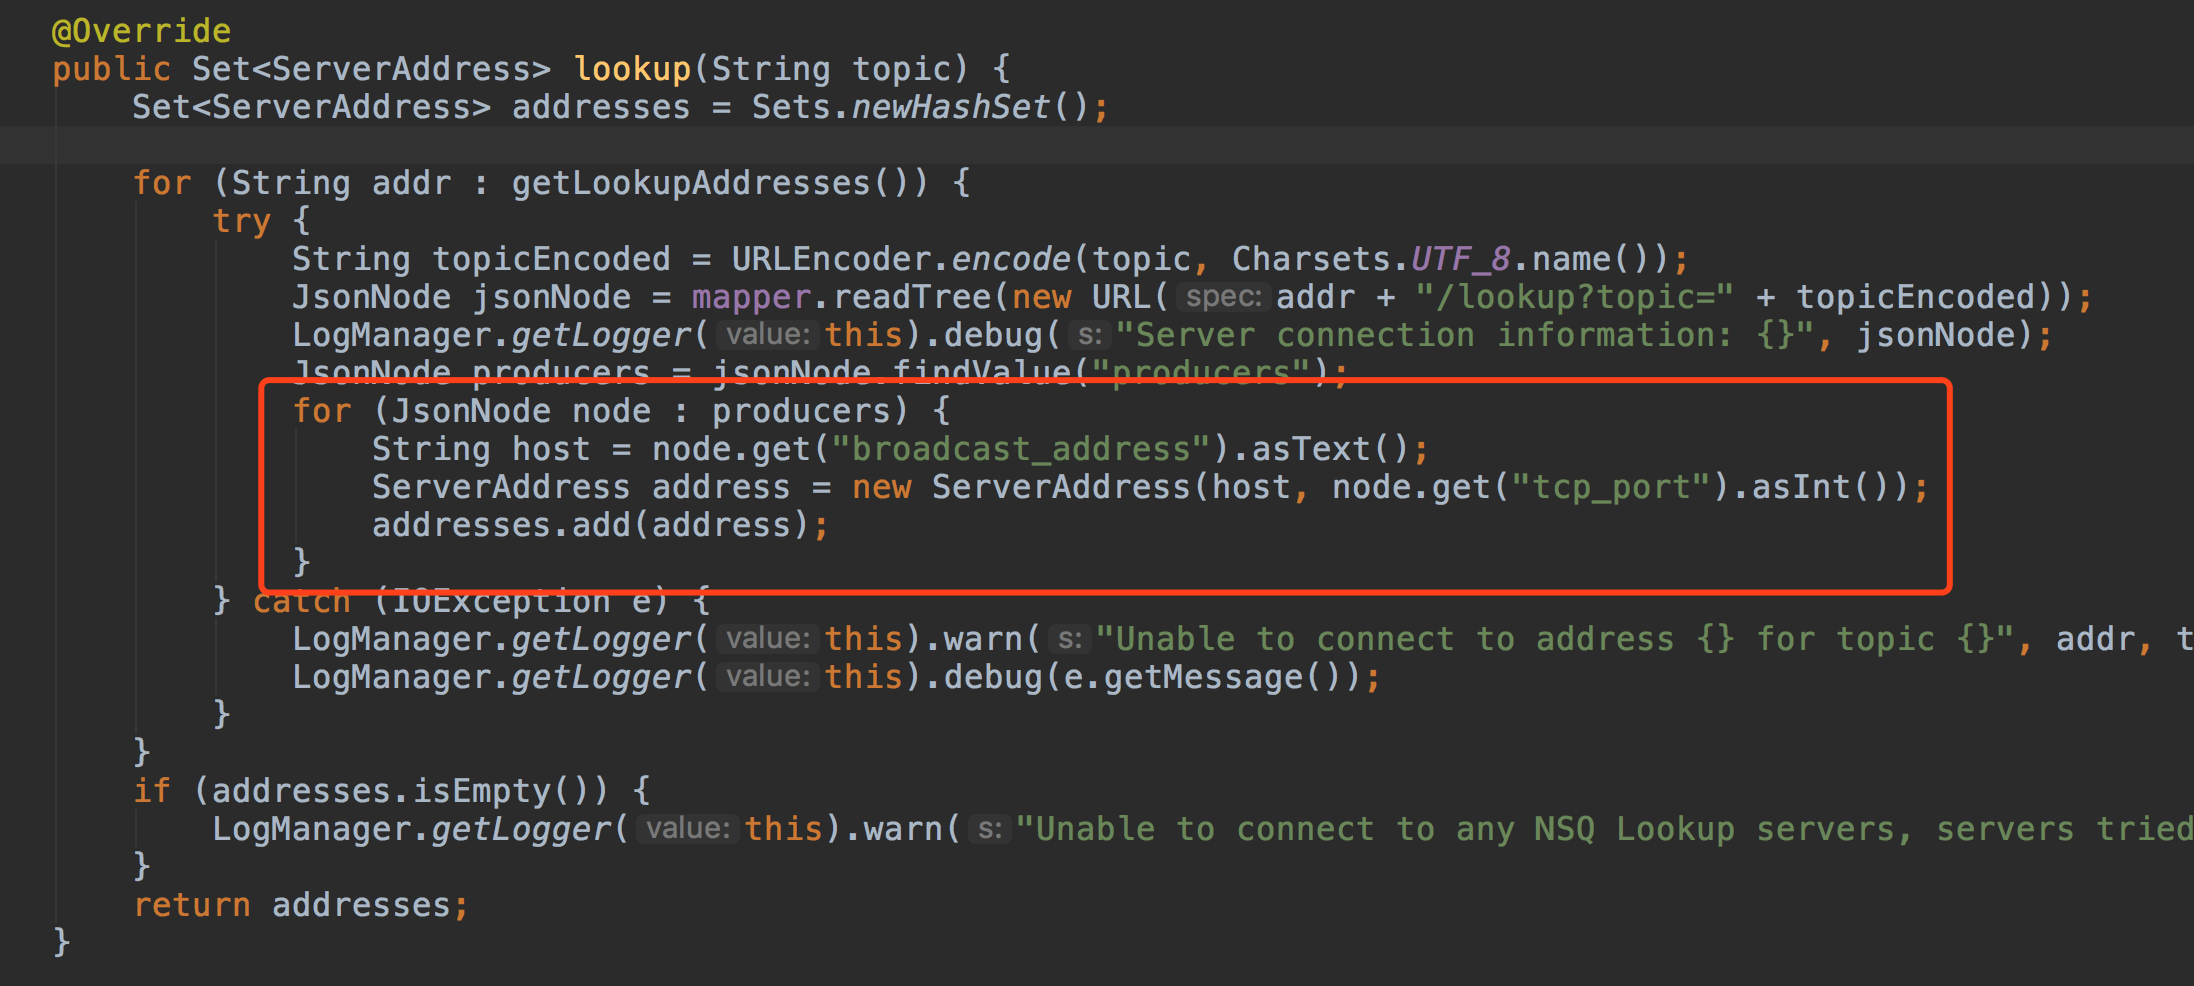 @Override
public Set<ServerAddress> lookup(String topic) {
Set<ServerAddress> addresses = Sets.newHashSet();
for (String addr : getLookupAddresses()) {
try {
String topicEncoded = URLEncoder.encode(topic, Charsets.UTF_8.name());
JsonNode jsonNode = mapper.readTree(new URL( spec: addr + "/lookup?topic=" + topicEncoded));
LogManager.getLogger( value: this).debug( s: "Server connection information: {}", jsonNode);
JsonNode producers = jsonNode.findValue("producers");
for (JsonNode node : producers) {
String host = node.get("broadcast_address").asText();
ServerAddress address = new ServerAddress(host, node.get("tcp_port").asInt());
addresses.add(address);
}
} catch (IOException e) {
LogManager.getLogger( value: this).warn( s: "Unable to connect to address {} for topic {}", addr, t
LogManager.getLogger( value: this).debug(e.getMessage());
}
}
if (addresses.isEmpty()) {
LogManager.getLogger( value: this).warn( s: "Unable to connect to any NSQ Lookup servers, servers tried
}
return addresses;
}